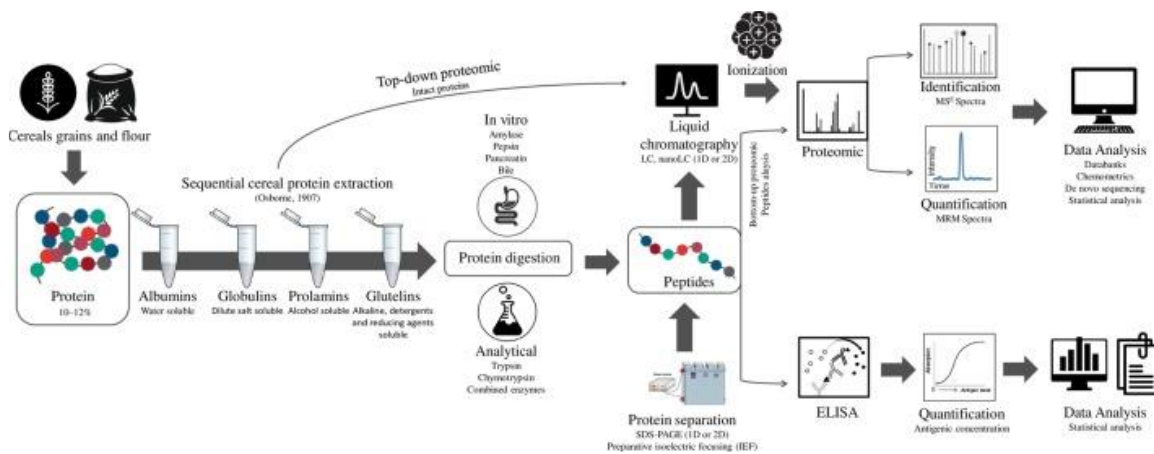 Cereals grains and flour
Protein
10–12%
Sequential cereal protein extraction
(Osborne, 1907)
Albumins
Water soluble
Globulins
Dilute salt soluble
Prolamins
Alcohol soluble
Glutelins
Alkaline, detergents
and reducing agents
soluble
Top-down proteomic
Intact proteins
In vitro
Amylase
Pepsin
Pancreatin
Bile
Protein digestion
Analytical
Trypsin
Chymotrypsin
Combined enzymes
Liquid
chromatography
LC, nanoLC (1D or 2D)
Peptides
Protein separation
SDS-PAGE (1D or 2D)
Preparative isoelectric focusing (IEF)
Bottom-up proteomic
Peptides alaysis
Ionization
Proteomic
Identification
MS² Spectra
Intensity
Time
Quantification
MRM Spectra
Data Analysis
Databanks
Chemometrics
De novo sequencing
Statistical analysis
ELISA
Quantification
Antigenic concentration
Data Analysis
Statistical analysis